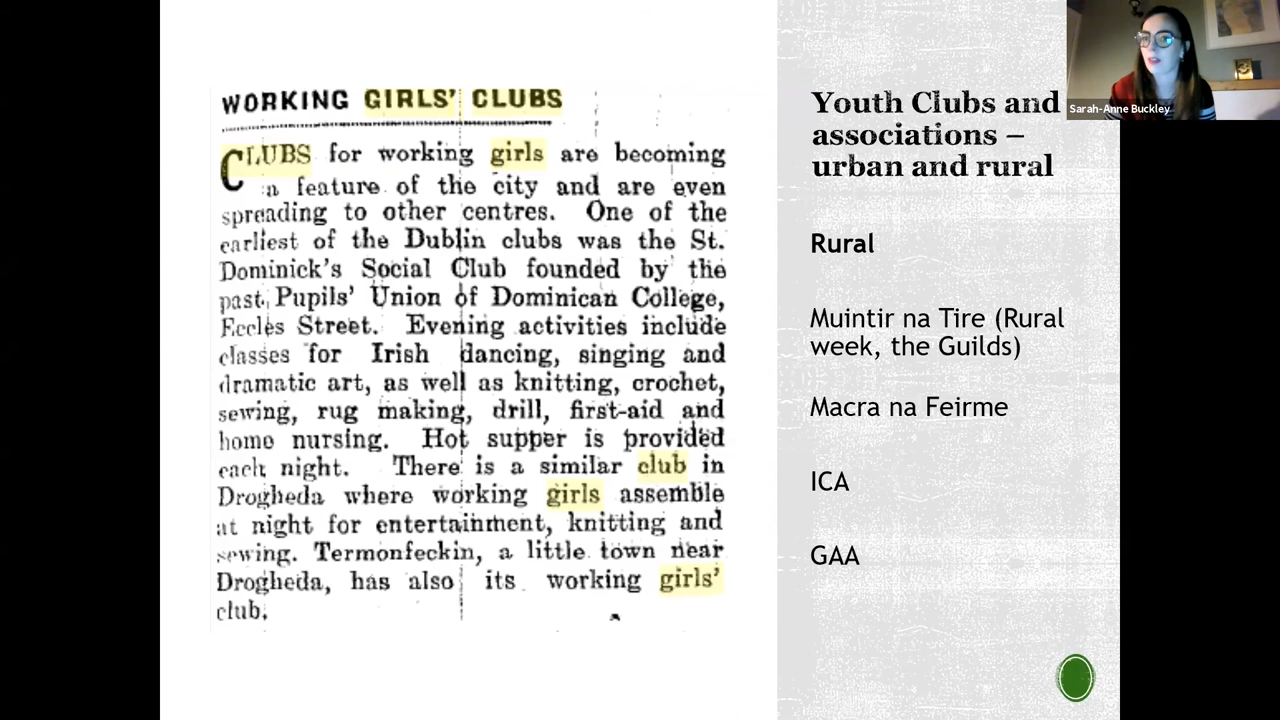 WORKING GIRLS' CLUBS
CLUBS for working girls are becoming
a feature of the city and are even
spreading to other centres. One of the
earliest of the Dublin clubs was the St.
Dominick's Social Club founded by the
past Pupils' Union of Dominican College,
Eccles Street. Evening activities include
classes for Irish dancing, singing and
dramatic art, as well as knitting, crochet,
sewing, rug making, drill, first-aid and
home nursing. Hot supper is provided
each night. There is a similar club in
Drogheda where working girls assemble
at night for entertainment, knitting and
sewing. Termonfeckin, a little town near
Drogheda, has also its working girls'
club.
Youth Clubs and
associations –
urban and rural
Rural
Muintir na Tire (Rural
week, the Guilds)
Macra na Feirme
ICA
GAA
Sarah-Anne Buckley